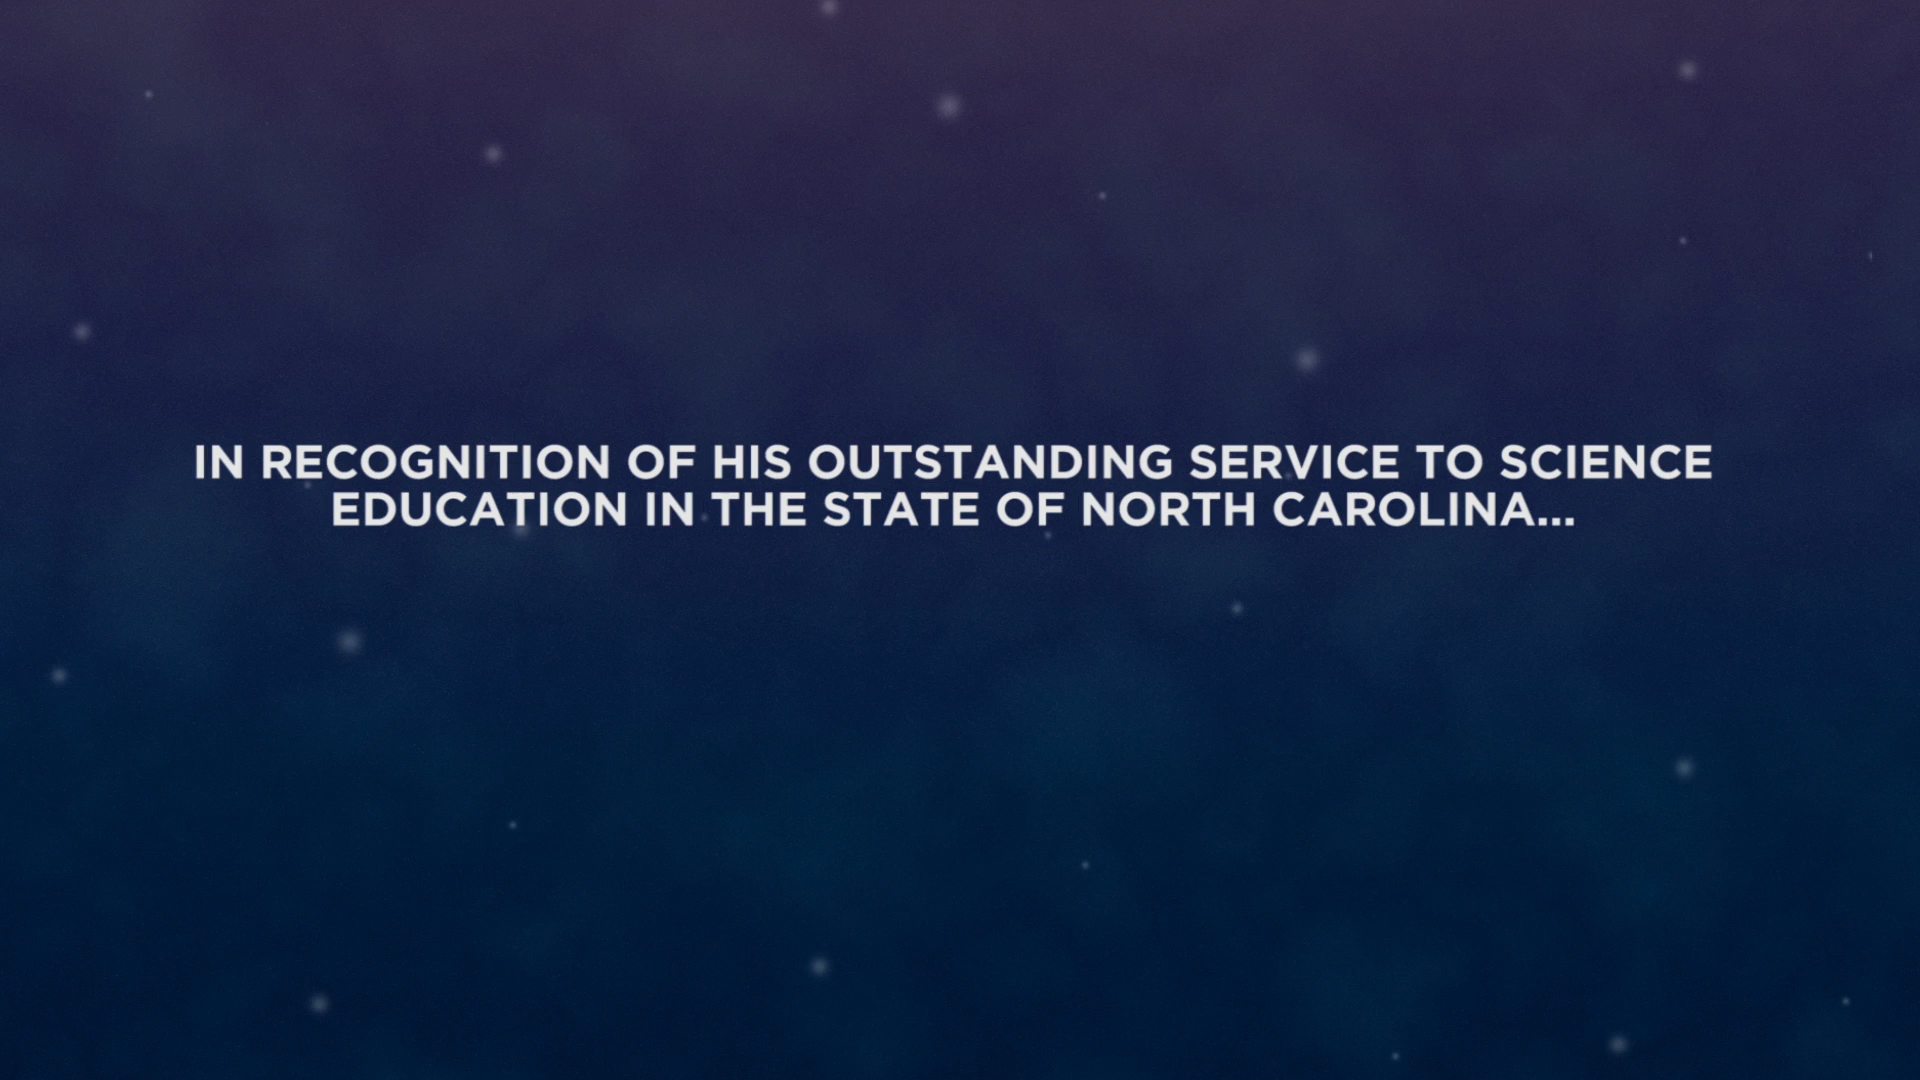 IN RECOGNITION OF HIS OUTSTANDING SERVICE TO SCIENCE
EDUCATION IN THE STATE OF NORTH CAROLINA...